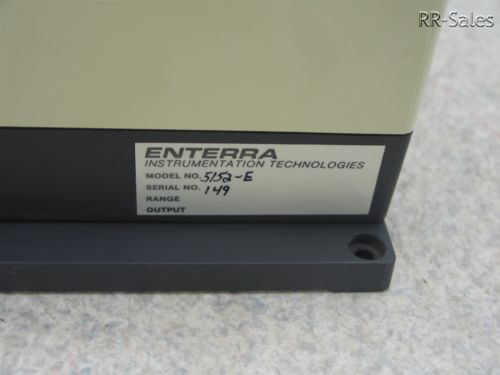 RR-Sales
ENTERRA
INSTRUMENTATION TECHNOLOGIES
MODEL NO. 5152-E
SERIAL NO. 149
RANGE
OUTPUT